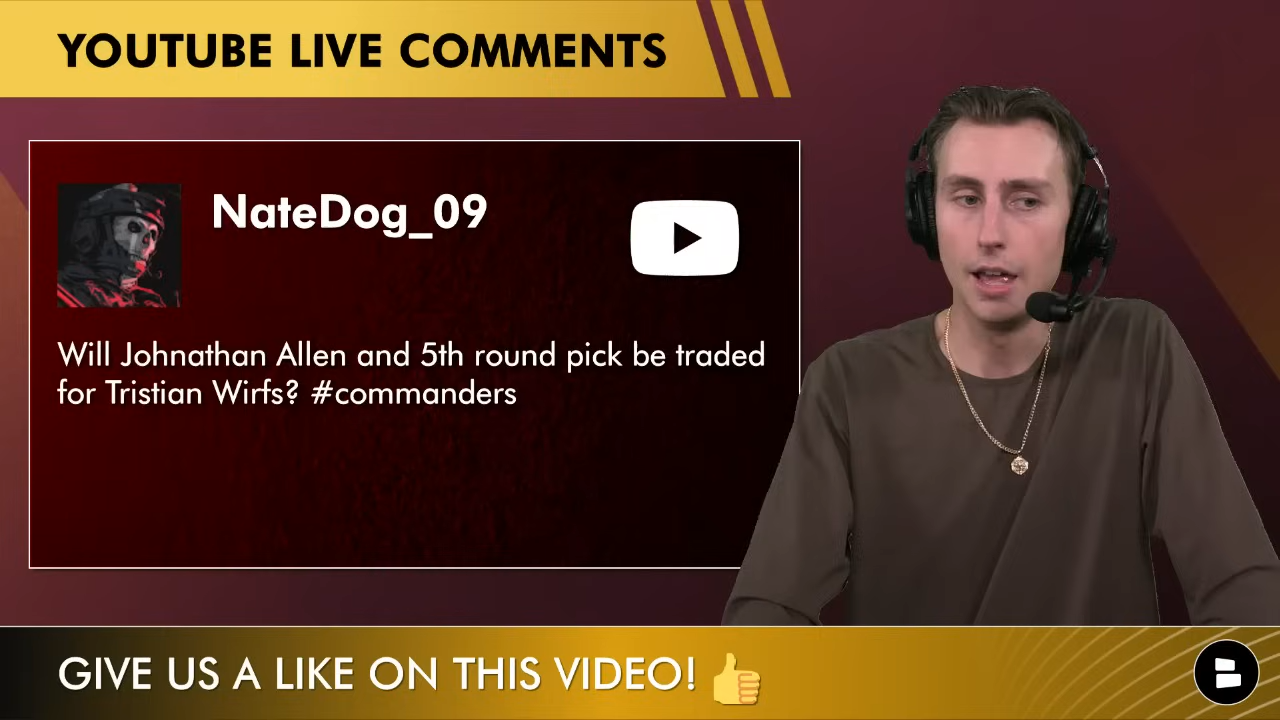 YOUTUBE LIVE COMMENTS
NateDog_09
Will Johnathan Allen and 5th round pick be traded
for Tristian Wirfs? #commanders
GIVE US A LIKE ON THIS VIDEO! 👍